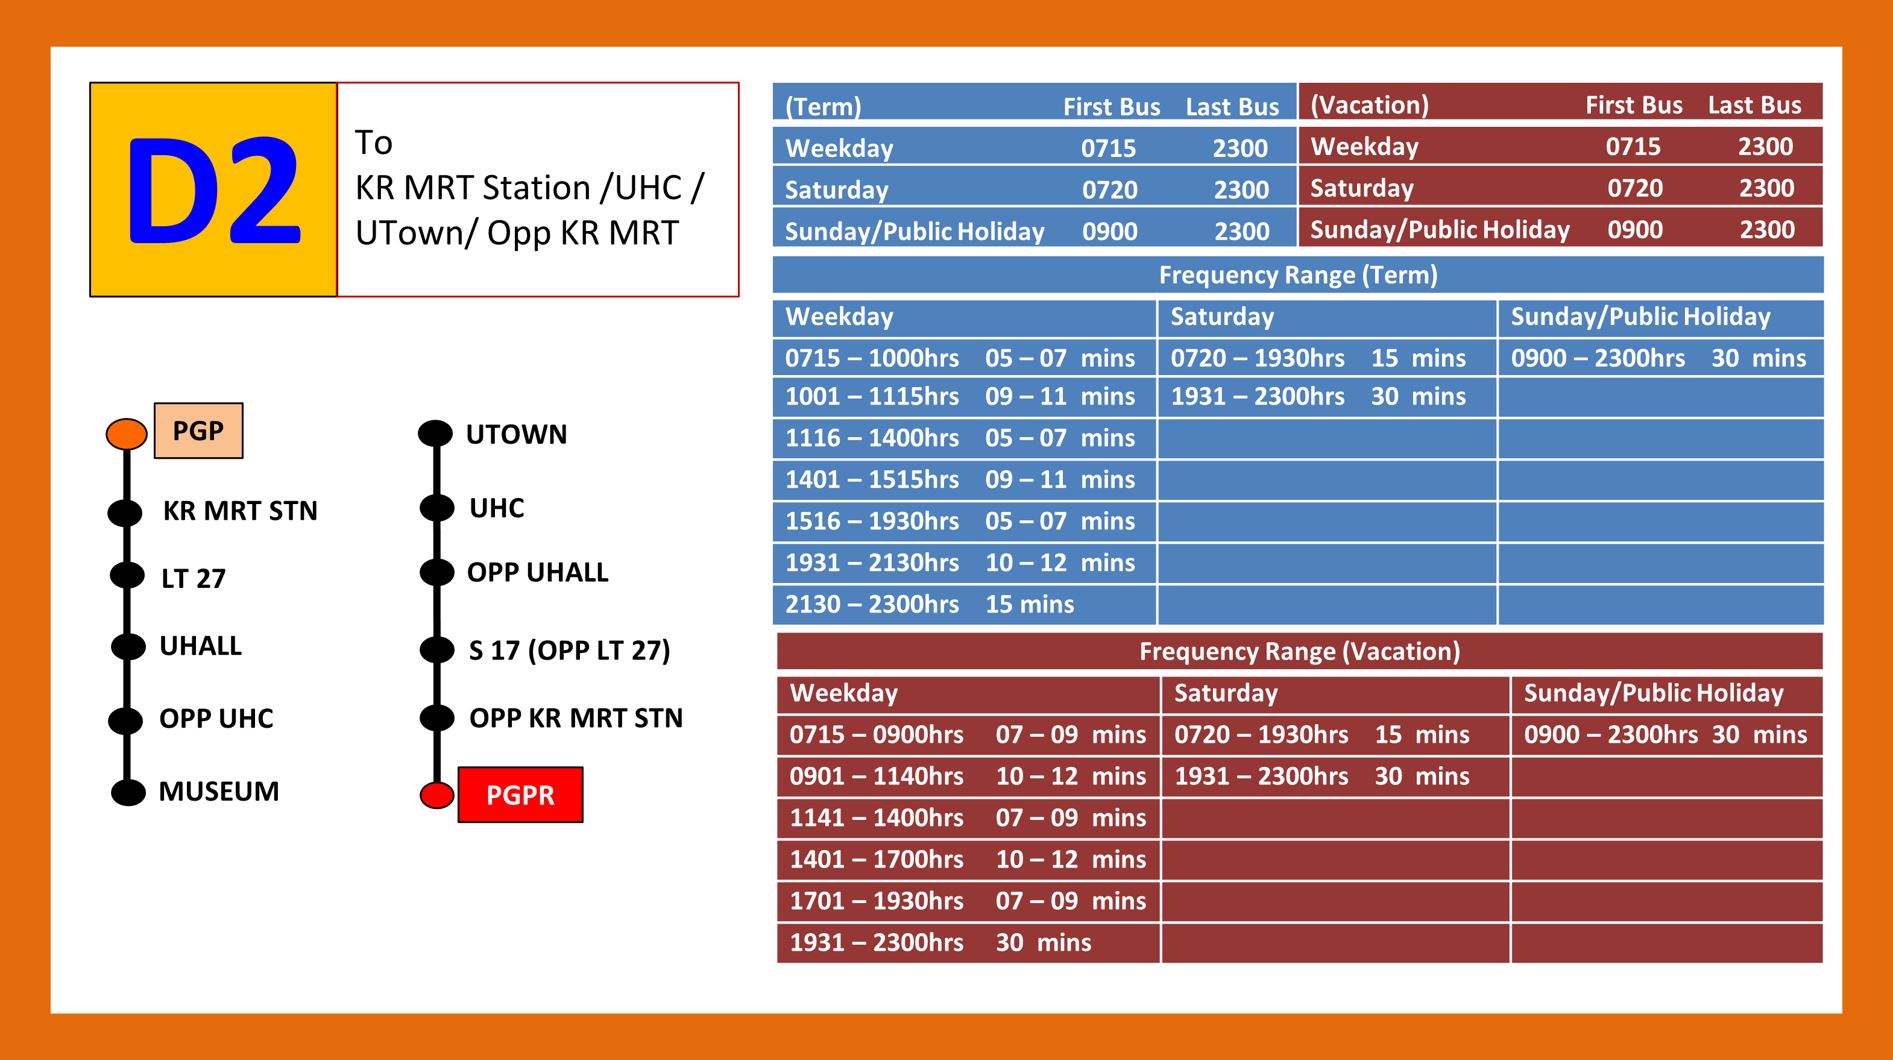 D2
To
KR MRT Station /UHC /
UTown/ Opp KR MRT
PGP
KR MRT STN
LT 27
UHALL
OPP UHC
MUSEUM
UTOWN
UHC
OPP UHALL
S 17 (OPP LT 27)
OPP KR MRT STN
PGPR
(Term) First Bus Last Bus
Weekday 0715 2300
Saturday 0720 2300
Sunday/Public Holiday 0900 2300
(Vacation) First Bus Last Bus
Weekday 0715 2300
Saturday 0720 2300
Sunday/Public Holiday 0900 2300
Frequency Range (Term)
Weekday Saturday Sunday/Public Holiday
0715 – 1000hrs 05 – 07 mins 0720 – 1930hrs 15 mins 0900 – 2300hrs 30 mins
1001 – 1115hrs 09 – 11 mins 1931 – 2300hrs 30 mins
1116 – 1400hrs 05 – 07 mins
1401 – 1515hrs 09 – 11 mins
1516 – 1930hrs 05 – 07 mins
1931 – 2130hrs 10 – 12 mins
2130 – 2300hrs 15 mins
Frequency Range (Vacation)
Weekday Saturday Sunday/Public Holiday
0715 – 0900hrs 07 – 09 mins 0720 – 1930hrs 15 mins 0900 – 2300hrs 30 mins
0901 – 1140hrs 10 – 12 mins 1931 – 2300hrs 30 mins
1141 – 1400hrs 07 – 09 mins
1401 – 1700hrs 10 – 12 mins
1701 – 1930hrs 07 – 09 mins
1931 – 2300hrs 30 mins